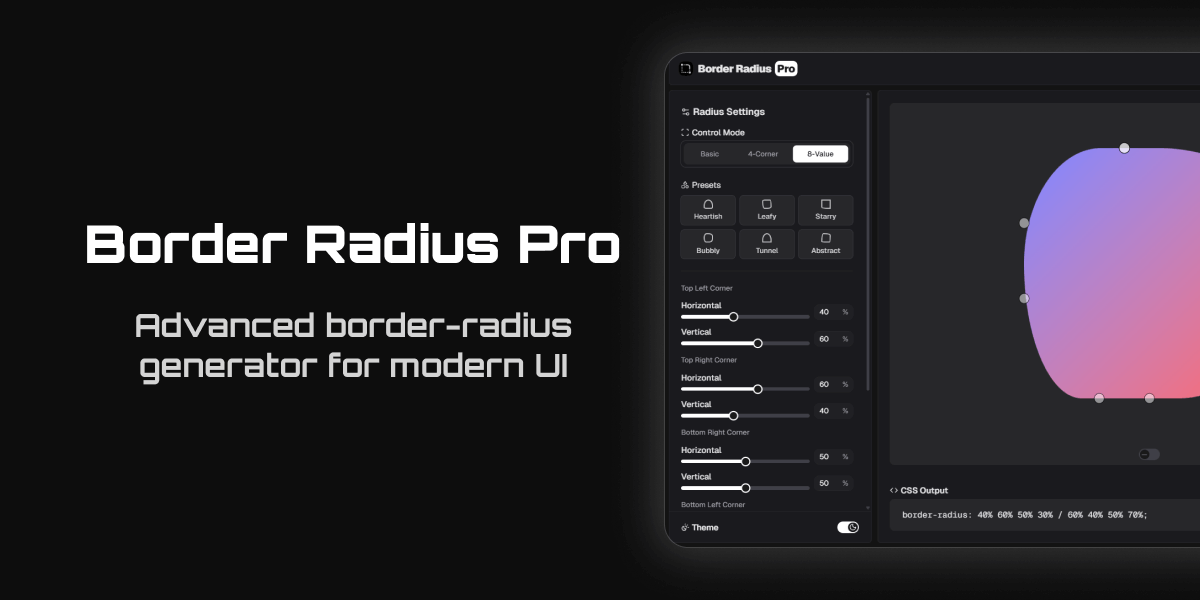 Border Radius Pro
Advanced border-radius
generator for modern UI
Border Radius Pro
Radius Settings
Control Mode
Basic 4-Corner 8-Value
Presets
Heartish Leafy Starry
Bubbly Tunnel Abstract
Top Left Corner
Horizontal
40 %
Vertical
60 %
Top Right Corner
Horizontal
60 %
Vertical
40 %
Bottom Right Corner
Horizontal
50 %
Vertical
50 %
Bottom Left Corner
Theme
<> CSS Output
border-radius: 40% 60% 50% 30% / 60% 40% 50% 70%;